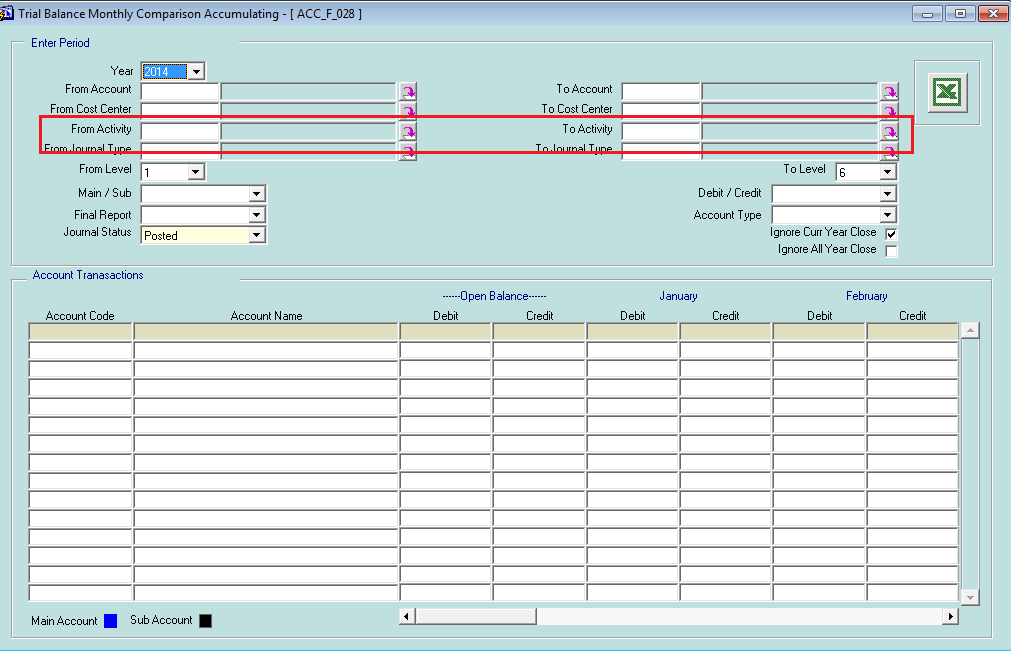 Trial Balance Monthly Comparison Accumulating - [ ACC_F_028 ]
Enter Period
Year 2014
From Account To Account
From Cost Center To Cost Center
From Activity To Activity
From Journal Type To Journal Type
From Level 1 To Level 6
Main / Sub Debit / Credit
Final Report Account Type
Journal Status Posted Ignore Curr Year Close
Ignore All Year Close
Account Tranasactions
------Open Balance------ January February
Account Code Account Name Debit Credit Debit Credit Debit Credit
Main Account Sub Account